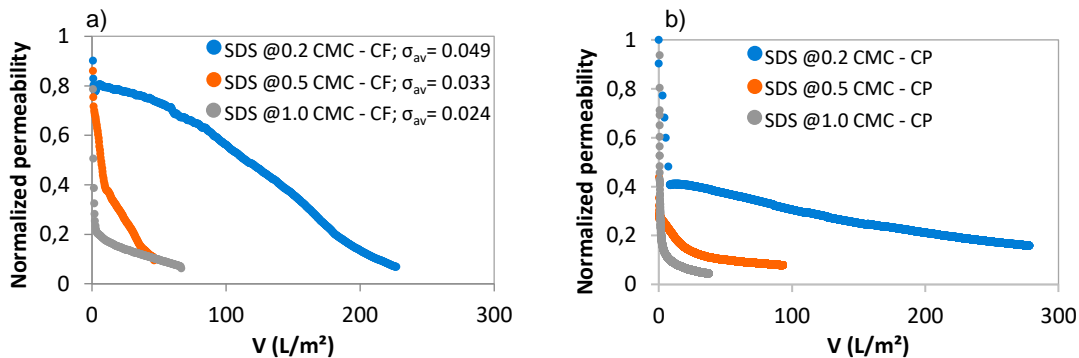 a)
SDS @0.2 CMC - CF; σav= 0.049
SDS @0.5 CMC - CF; σav= 0.033
SDS @1.0 CMC - CF; σav= 0.024
Normalized permeability
1
0,8
0,6
0,4
0,2
0
0
100
200
300
V (L/m²)
b)
SDS @0.2 CMC - CP
SDS @0.5 CMC - CP
SDS @1.0 CMC - CP
Normalized permeability
1
0,8
0,6
0,4
0,2
0
0
100
200
300
V (L/m²)